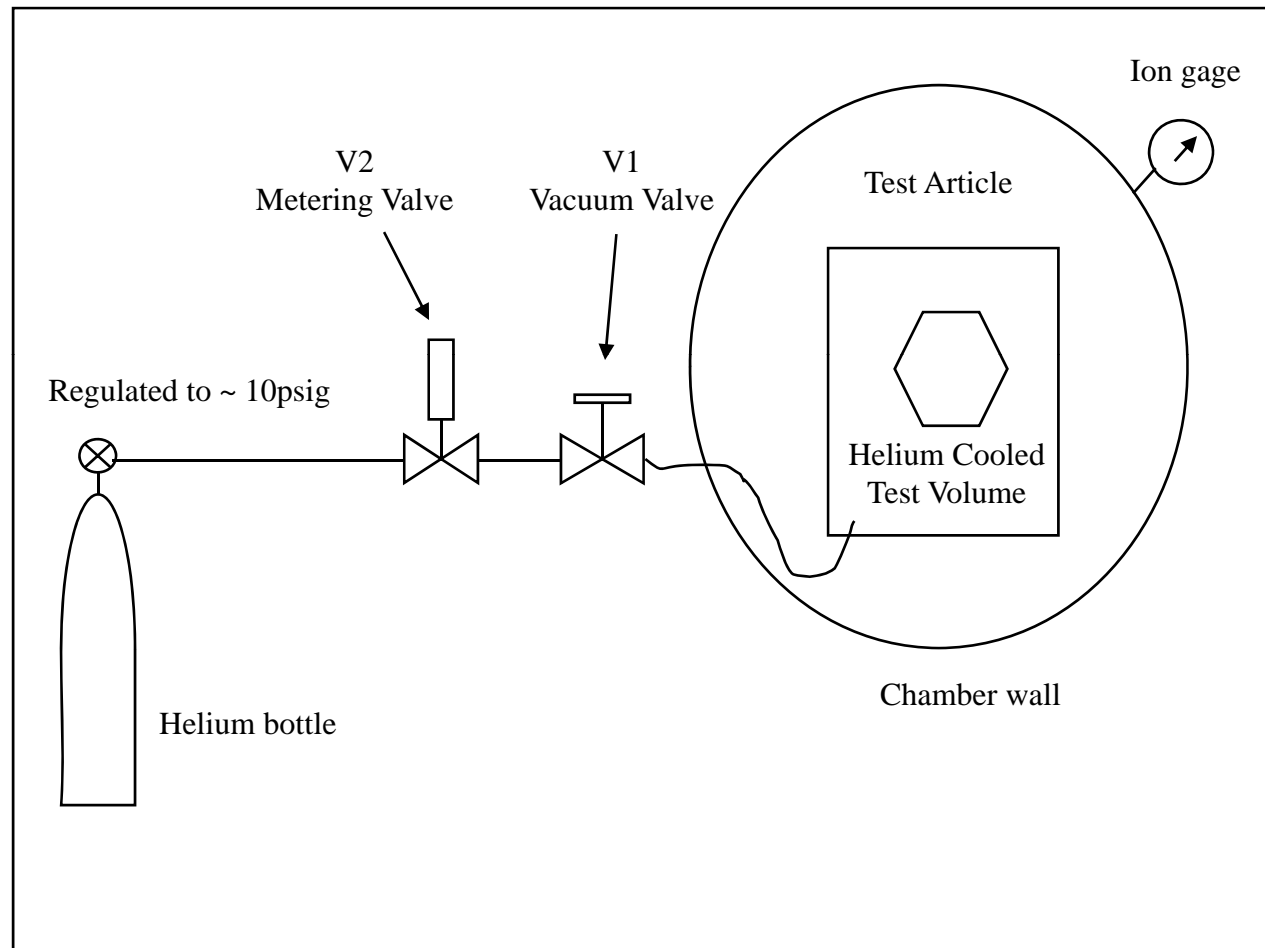 Ion gage
V2
Metering Valve
V1
Vacuum Valve
Test Article
Regulated to ~ 10psig
Helium Cooled
Test Volume
Chamber wall
Helium bottle